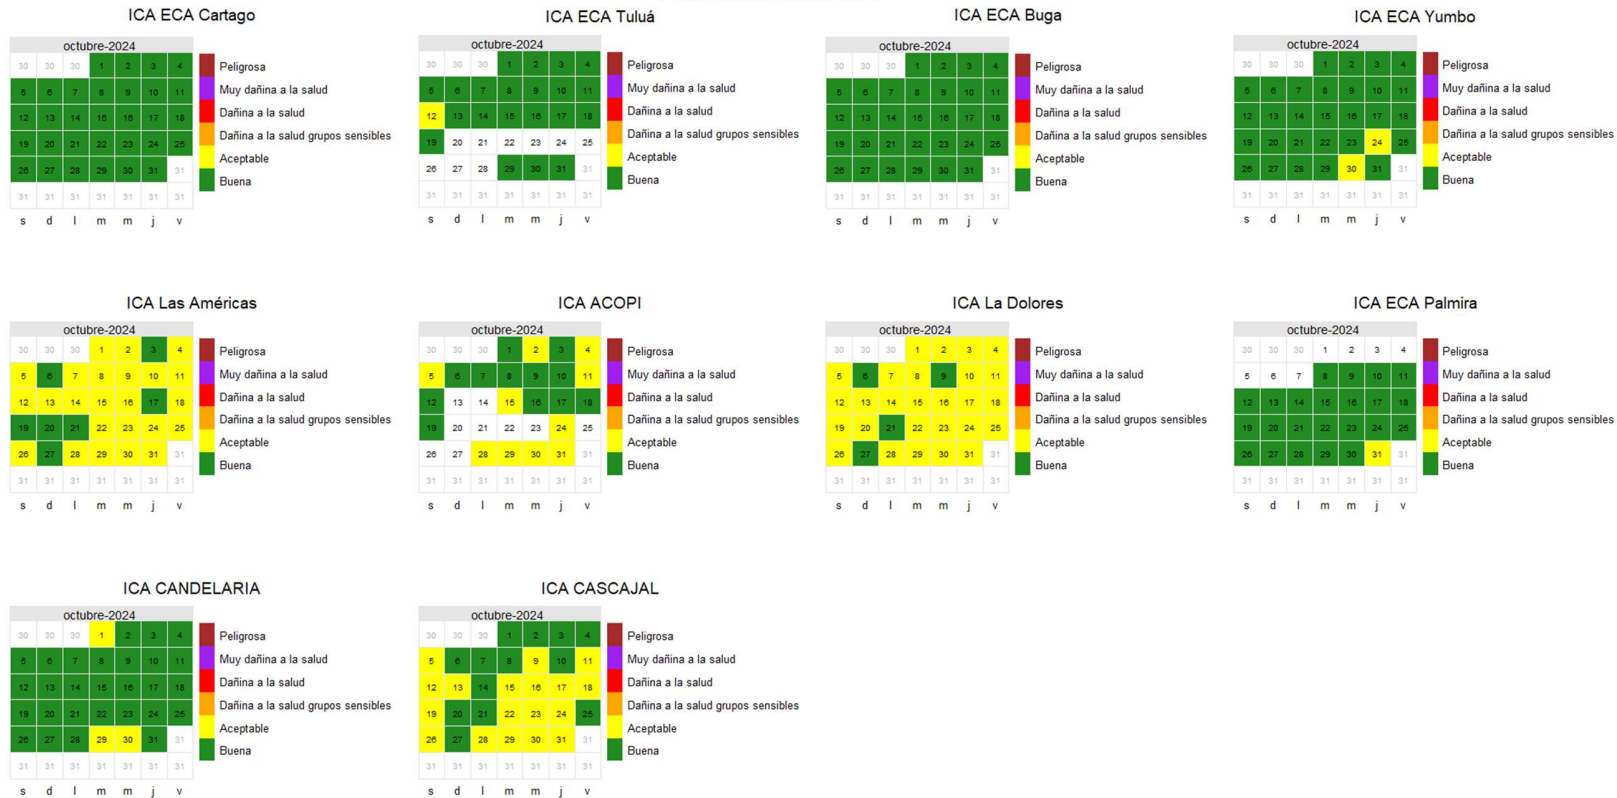 ICA ECA Cartago
octubre-2024
30 30 30 1 2 3 4
5 6 7 8 9 10 11
12 13 14 15 16 17 18
19 20 21 22 23 24 25
26 27 28 29 30 31 31
31 31 31 31 31 31 31
s d l m m j v
Peligrosa
Muy dañina a la salud
Dañina a la salud
Dañina a la salud grupos sensibles
Aceptable
Buena
ICA ECA Tuluá
octubre-2024
30 30 30 1 2 3 4
5 6 7 8 9 10 11
12 13 14 15 16 17 18
19 20 21 22 23 24 25
26 27 28 29 30 31 31
31 31 31 31 31 31 31
s d l m m j v
Peligrosa
Muy dañina a la salud
Dañina a la salud
Dañina a la salud grupos sensibles
Aceptable
Buena
ICA ECA Buga
octubre-2024
30 30 30 1 2 3 4
5 6 7 8 9 10 11
12 13 14 15 16 17 18
19 20 21 22 23 24 25
26 27 28 29 30 31 31
31 31 31 31 31 31 31
s d l m m j v
Peligrosa
Muy dañina a la salud
Dañina a la salud
Dañina a la salud grupos sensibles
Aceptable
Buena
ICA ECA Yumbo
octubre-2024
30 30 30 1 2 3 4
5 6 7 8 9 10 11
12 13 14 15 16 17 18
19 20 21 22 23 24 25
26 27 28 29 30 31 31
31 31 31 31 31 31 31
s d l m m j v
Peligrosa
Muy dañina a la salud
Dañina a la salud
Dañina a la salud grupos sensibles
Aceptable
Buena
ICA Las Américas
octubre-2024
30 30 30 1 2 3 4
5 6 7 8 9 10 11
12 13 14 15 16 17 18
19 20 21 22 23 24 25
26 27 28 29 30 31 31
31 31 31 31 31 31 31
s d l m m j v
Peligrosa
Muy dañina a la salud
Dañina a la salud
Dañina a la salud grupos sensibles
Aceptable
Buena
ICA ACOPI
octubre-2024
30 30 30 1 2 3 4
5 6 7 8 9 10 11
12 13 14 15 16 17 18
19 20 21 22 23 24 25
26 27 28 29 30 31 31
31 31 31 31 31 31 31
s d l m m j v
Peligrosa
Muy dañina a la salud
Dañina a la salud
Dañina a la salud grupos sensibles
Aceptable
Buena
ICA La Dolores
octubre-2024
30 30 30 1 2 3 4
5 6 7 8 9 10 11
12 13 14 15 16 17 18
19 20 21 22 23 24 25
26 27 28 29 30 31 31
31 31 31 31 31 31 31
s d l m m j v
Peligrosa
Muy dañina a la salud
Dañina a la salud
Dañina a la salud grupos sensibles
Aceptable
Buena
ICA ECA Palmira
octubre-2024
30 30 30 1 2 3 4
5 6 7 8 9 10 11
12 13 14 15 16 17 18
19 20 21 22 23 24 25
26 27 28 29 30 31 31
31 31 31 31 31 31 31
s d l m m j v
Peligrosa
Muy dañina a la salud
Dañina a la salud
Dañina a la salud grupos sensibles
Aceptable
Buena
ICA CANDELARIA
octubre-2024
30 30 30 1 2 3 4
5 6 7 8 9 10 11
12 13 14 15 16 17 18
19 20 21 22 23 24 25
26 27 28 29 30 31 31
31 31 31 31 31 31 31
s d l m m j v
Peligrosa
Muy dañina a la salud
Dañina a la salud
Dañina a la salud grupos sensibles
Aceptable
Buena
ICA CASCAJAL
octubre-2024
30 30 30 1 2 3 4
5 6 7 8 9 10 11
12 13 14 15 16 17 18
19 20 21 22 23 24 25
26 27 28 29 30 31 31
31 31 31 31 31 31 31
s d l m m j v
Peligrosa
Muy dañina a la salud
Dañina a la salud
Dañina a la salud grupos sensibles
Aceptable
Buena